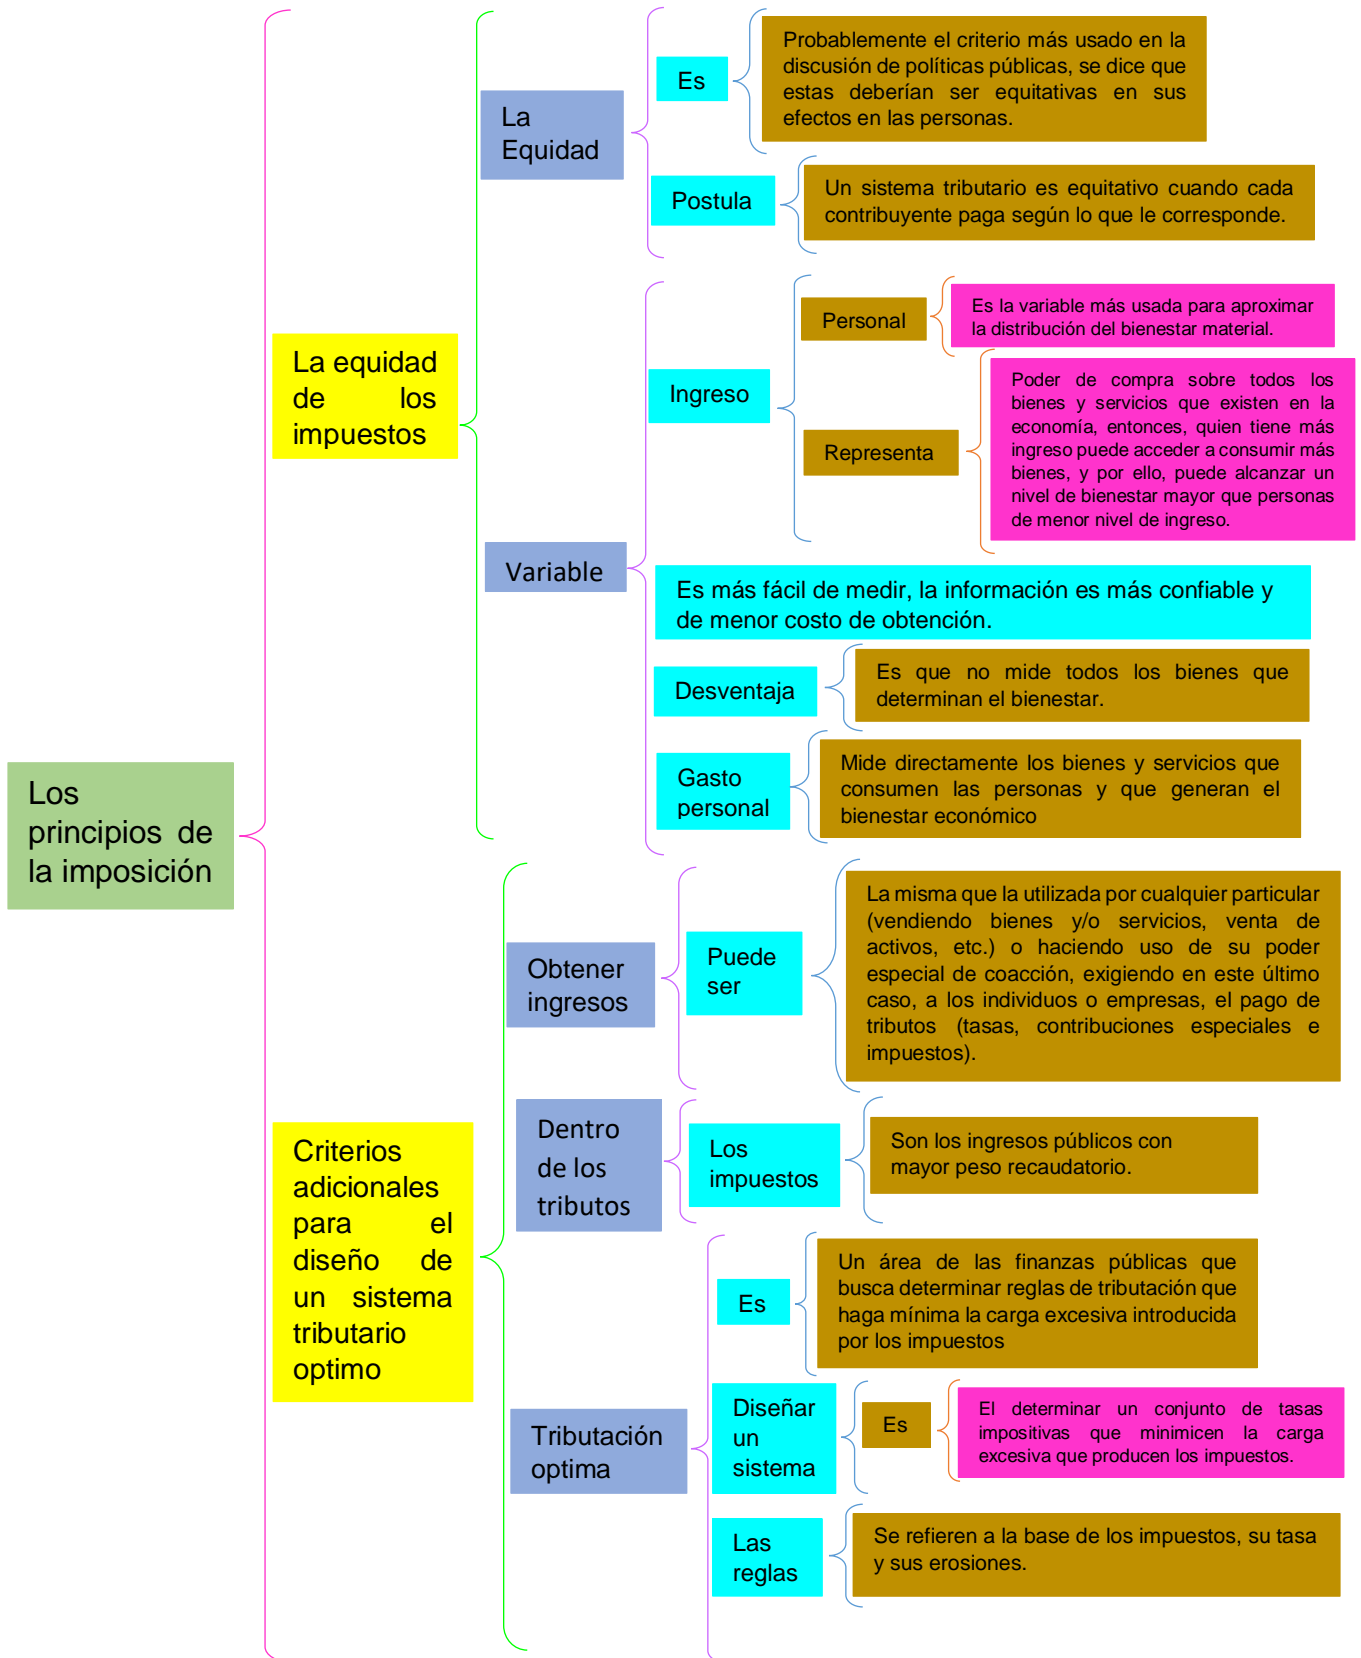 Los
principios de
la imposición
La equidad
de los
impuestos
La
Equidad
Es
Probablemente el criterio más usado en la
discusión de políticas públicas, se dice que
estas deberían ser equitativas en sus
efectos en las personas.
Postula
Un sistema tributario es equitativo cuando cada
contribuyente paga según lo que le corresponde.
Variable
Ingreso
Personal
Es la variable más usada para aproximar
la distribución del bienestar material.
Representa
Poder de compra sobre todos los
bienes y servicios que existen en la
economía, entonces, quien tiene más
ingreso puede acceder a consumir más
bienes, y por ello, puede alcanzar un
nivel de bienestar mayor que personas
de menor nivel de ingreso.
Es más fácil de medir, la información es más confiable y
de menor costo de obtención.
Desventaja
Es que no mide todos los bienes que
determinan el bienestar.
Gasto
personal
Mide directamente los bienes y servicios que
consumen las personas y que generan el
bienestar económico
Criterios
adicionales
para el
diseño de
un sistema
tributario
optimo
Obtener
ingresos
Puede
ser
La misma que la utilizada por cualquier particular
(vendiendo bienes y/o servicios, venta de
activos, etc.) o haciendo uso de su poder
especial de coacción, exigiendo en este último
caso, a los individuos o empresas, el pago de
tributos (tasas, contribuciones especiales e
impuestos).
Dentro
de los
tributos
Los
impuestos
Son los ingresos públicos con
mayor peso recaudatorio.
Tributación
optima
Es
Un área de las finanzas públicas que
busca determinar reglas de tributación que
haga mínima la carga excesiva introducida
por los impuestos
Diseñar
un
sistema
Es
El determinar un conjunto de tasas
impositivas que minimicen la carga
excesiva que producen los impuestos.
Las
reglas
Se refieren a la base de los impuestos, su tasa
y sus erosiones.